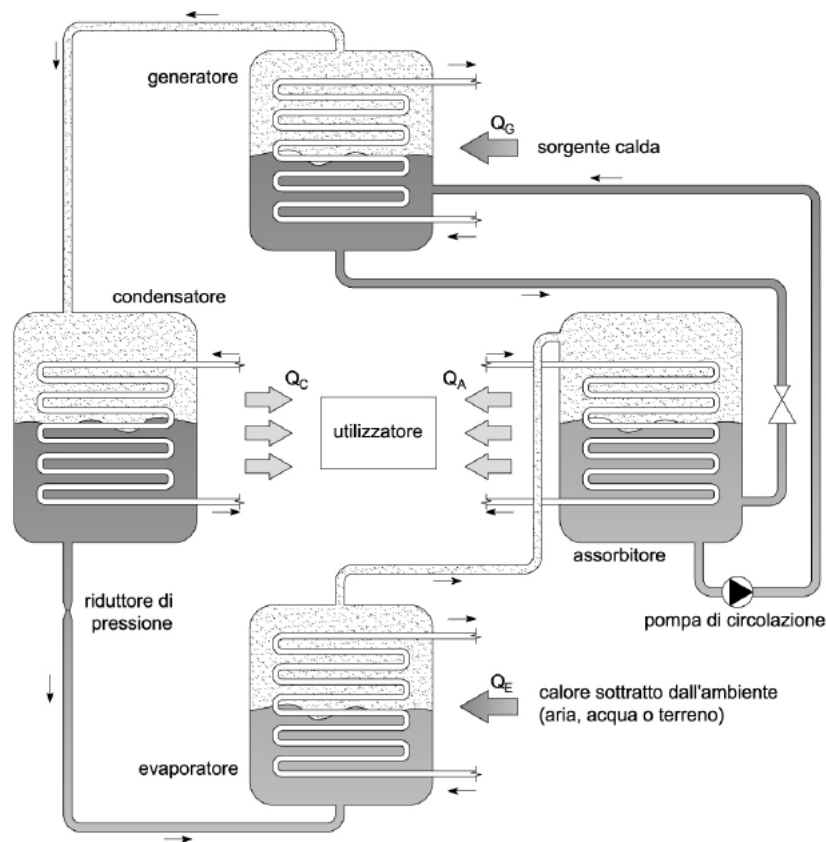 generatore
Q_G
sorgente calda
condensatore
Q_C
Q_A
utilizzatore
assorbitore
riduttore di
pressione
pompa di circolazione
Q_E
calore sottratto dall'ambiente
(aria, acqua o terreno)
evaporatore